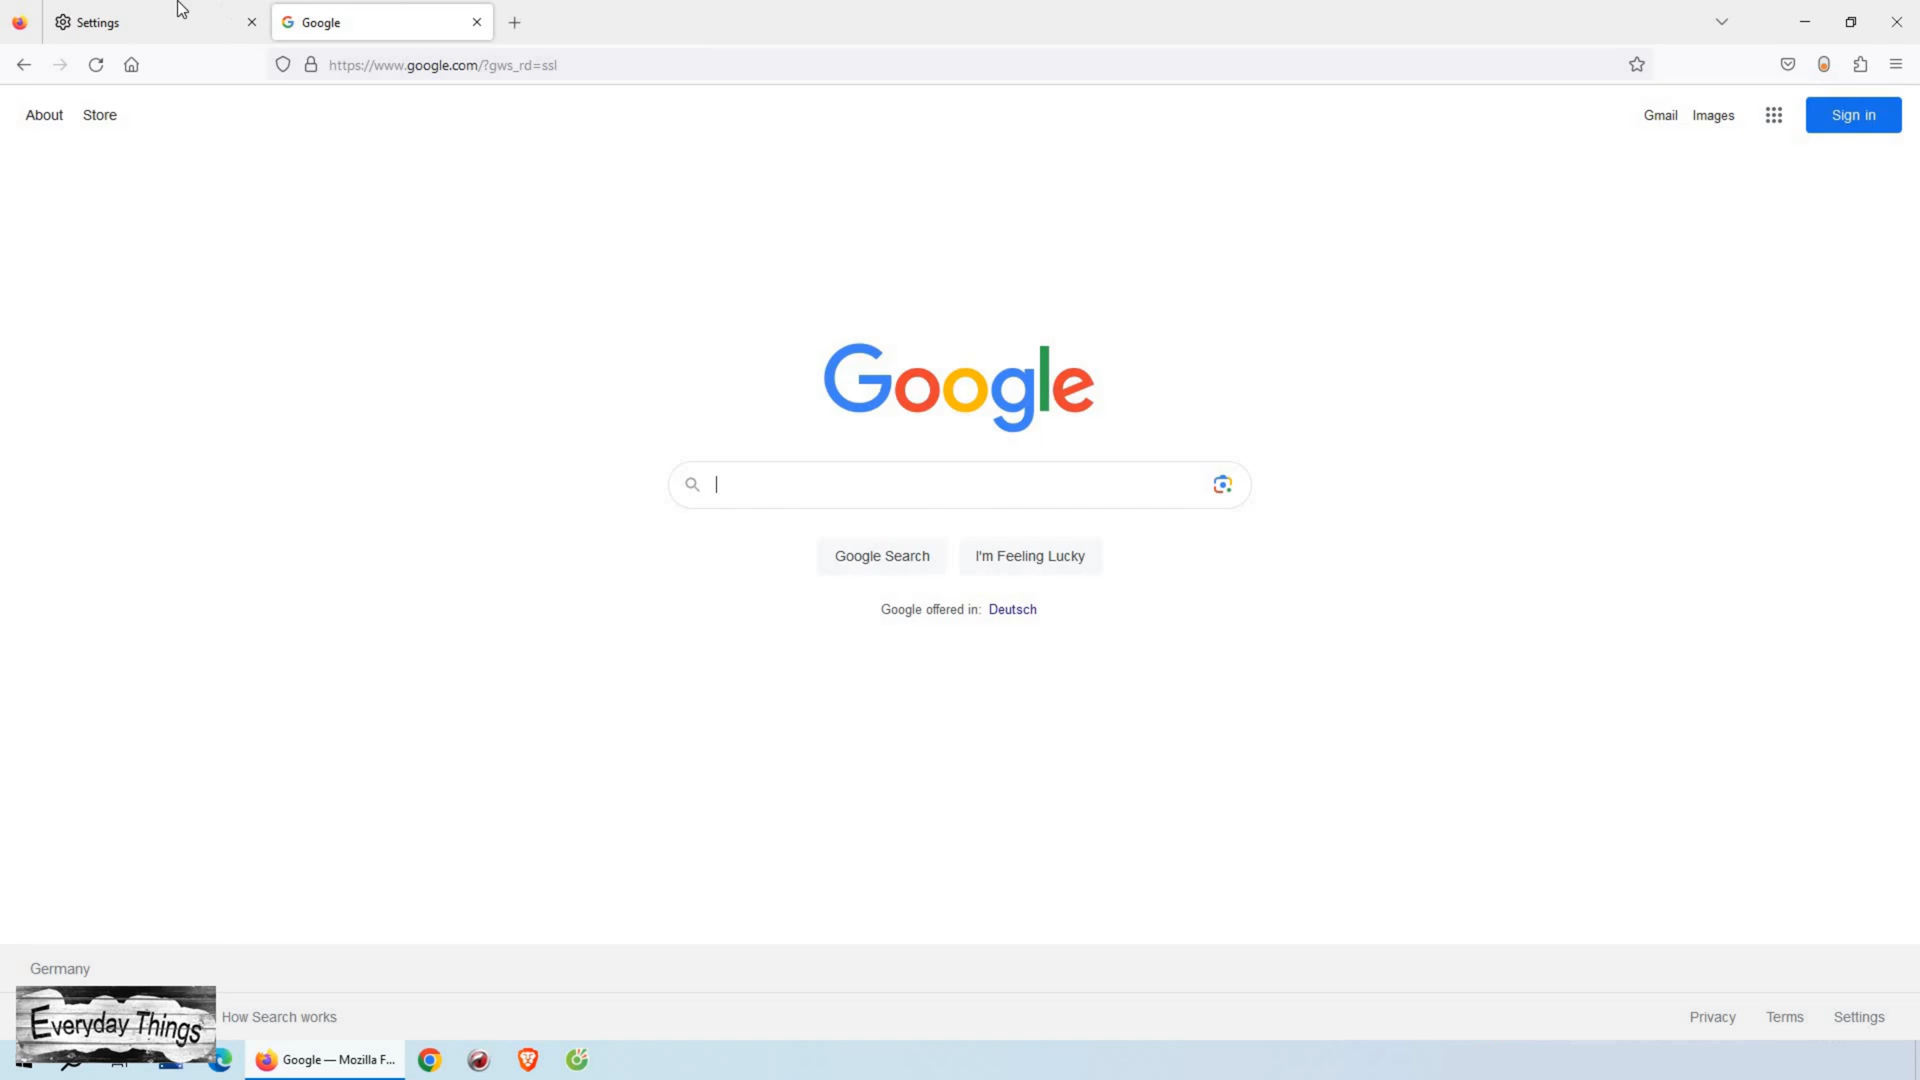 Settings
Google
https://www.google.com/?gws_rd=ssl
About Store
Gmail Images Sign in
Google
Google Search I'm Feeling Lucky
Google offered in: Deutsch
Germany
How Search works
Privacy Terms Settings
Everyday Things
Google — Mozilla F...